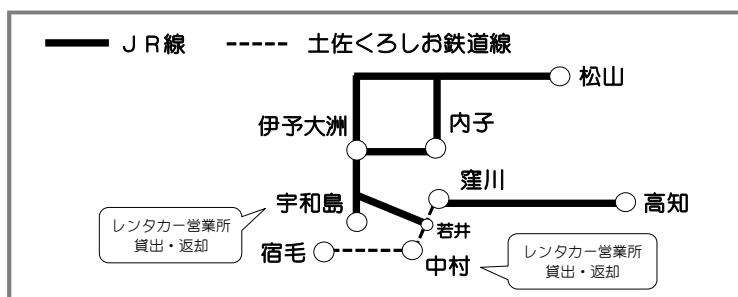 JR線 土佐くろしお鉄道線
松山
伊予大洲 内子
窪川
宇和島 高知
レンタカー営業所
貸出・返却
若井
宿毛 中村
レンタカー営業所
貸出・返却